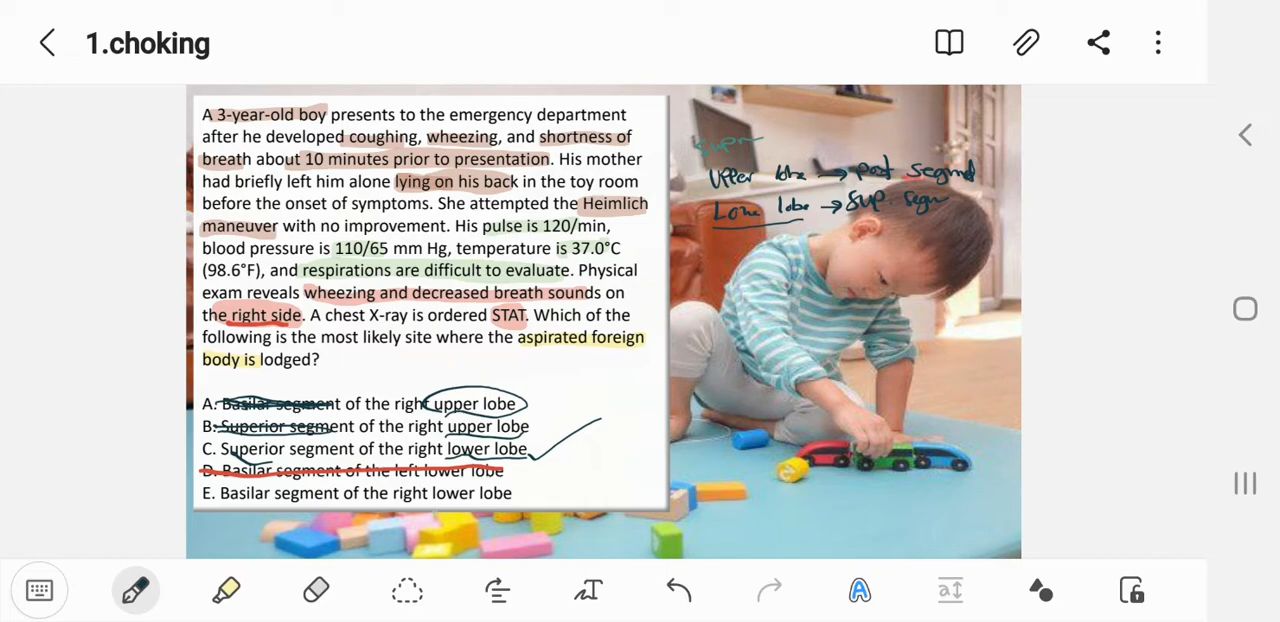 1.choking
A 3-year-old boy presents to the emergency department
after he developed coughing, wheezing, and shortness of
breath about 10 minutes prior to presentation. His mother
had briefly left him alone lying on his back in the toy room
before the onset of symptoms. She attempted the Heimlich
maneuver with no improvement. His pulse is 120/min,
blood pressure is 110/65 mm Hg, temperature is 37.0°C
(98.6°F), and respirations are difficult to evaluate. Physical
exam reveals wheezing and decreased breath sounds on
the right side. A chest X-ray is ordered STAT. Which of the
following is the most likely site where the aspirated foreign
body is lodged?
A. Basilar segment of the right upper lobe
B. Superior segment of the right upper lobe
C. Superior segment of the right lower lobe
D. Basilar segment of the left lower lobe
E. Basilar segment of the right lower lobe
Supr
Upper lobe → post segmd
Lowe lobe → Sup. segm